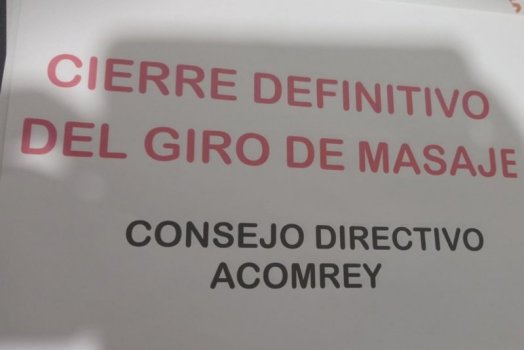 CIERRE DEFINITIVO
DEL GIRO DE MASAJE
CONSEJO DIRECTIVO
ACOMREY